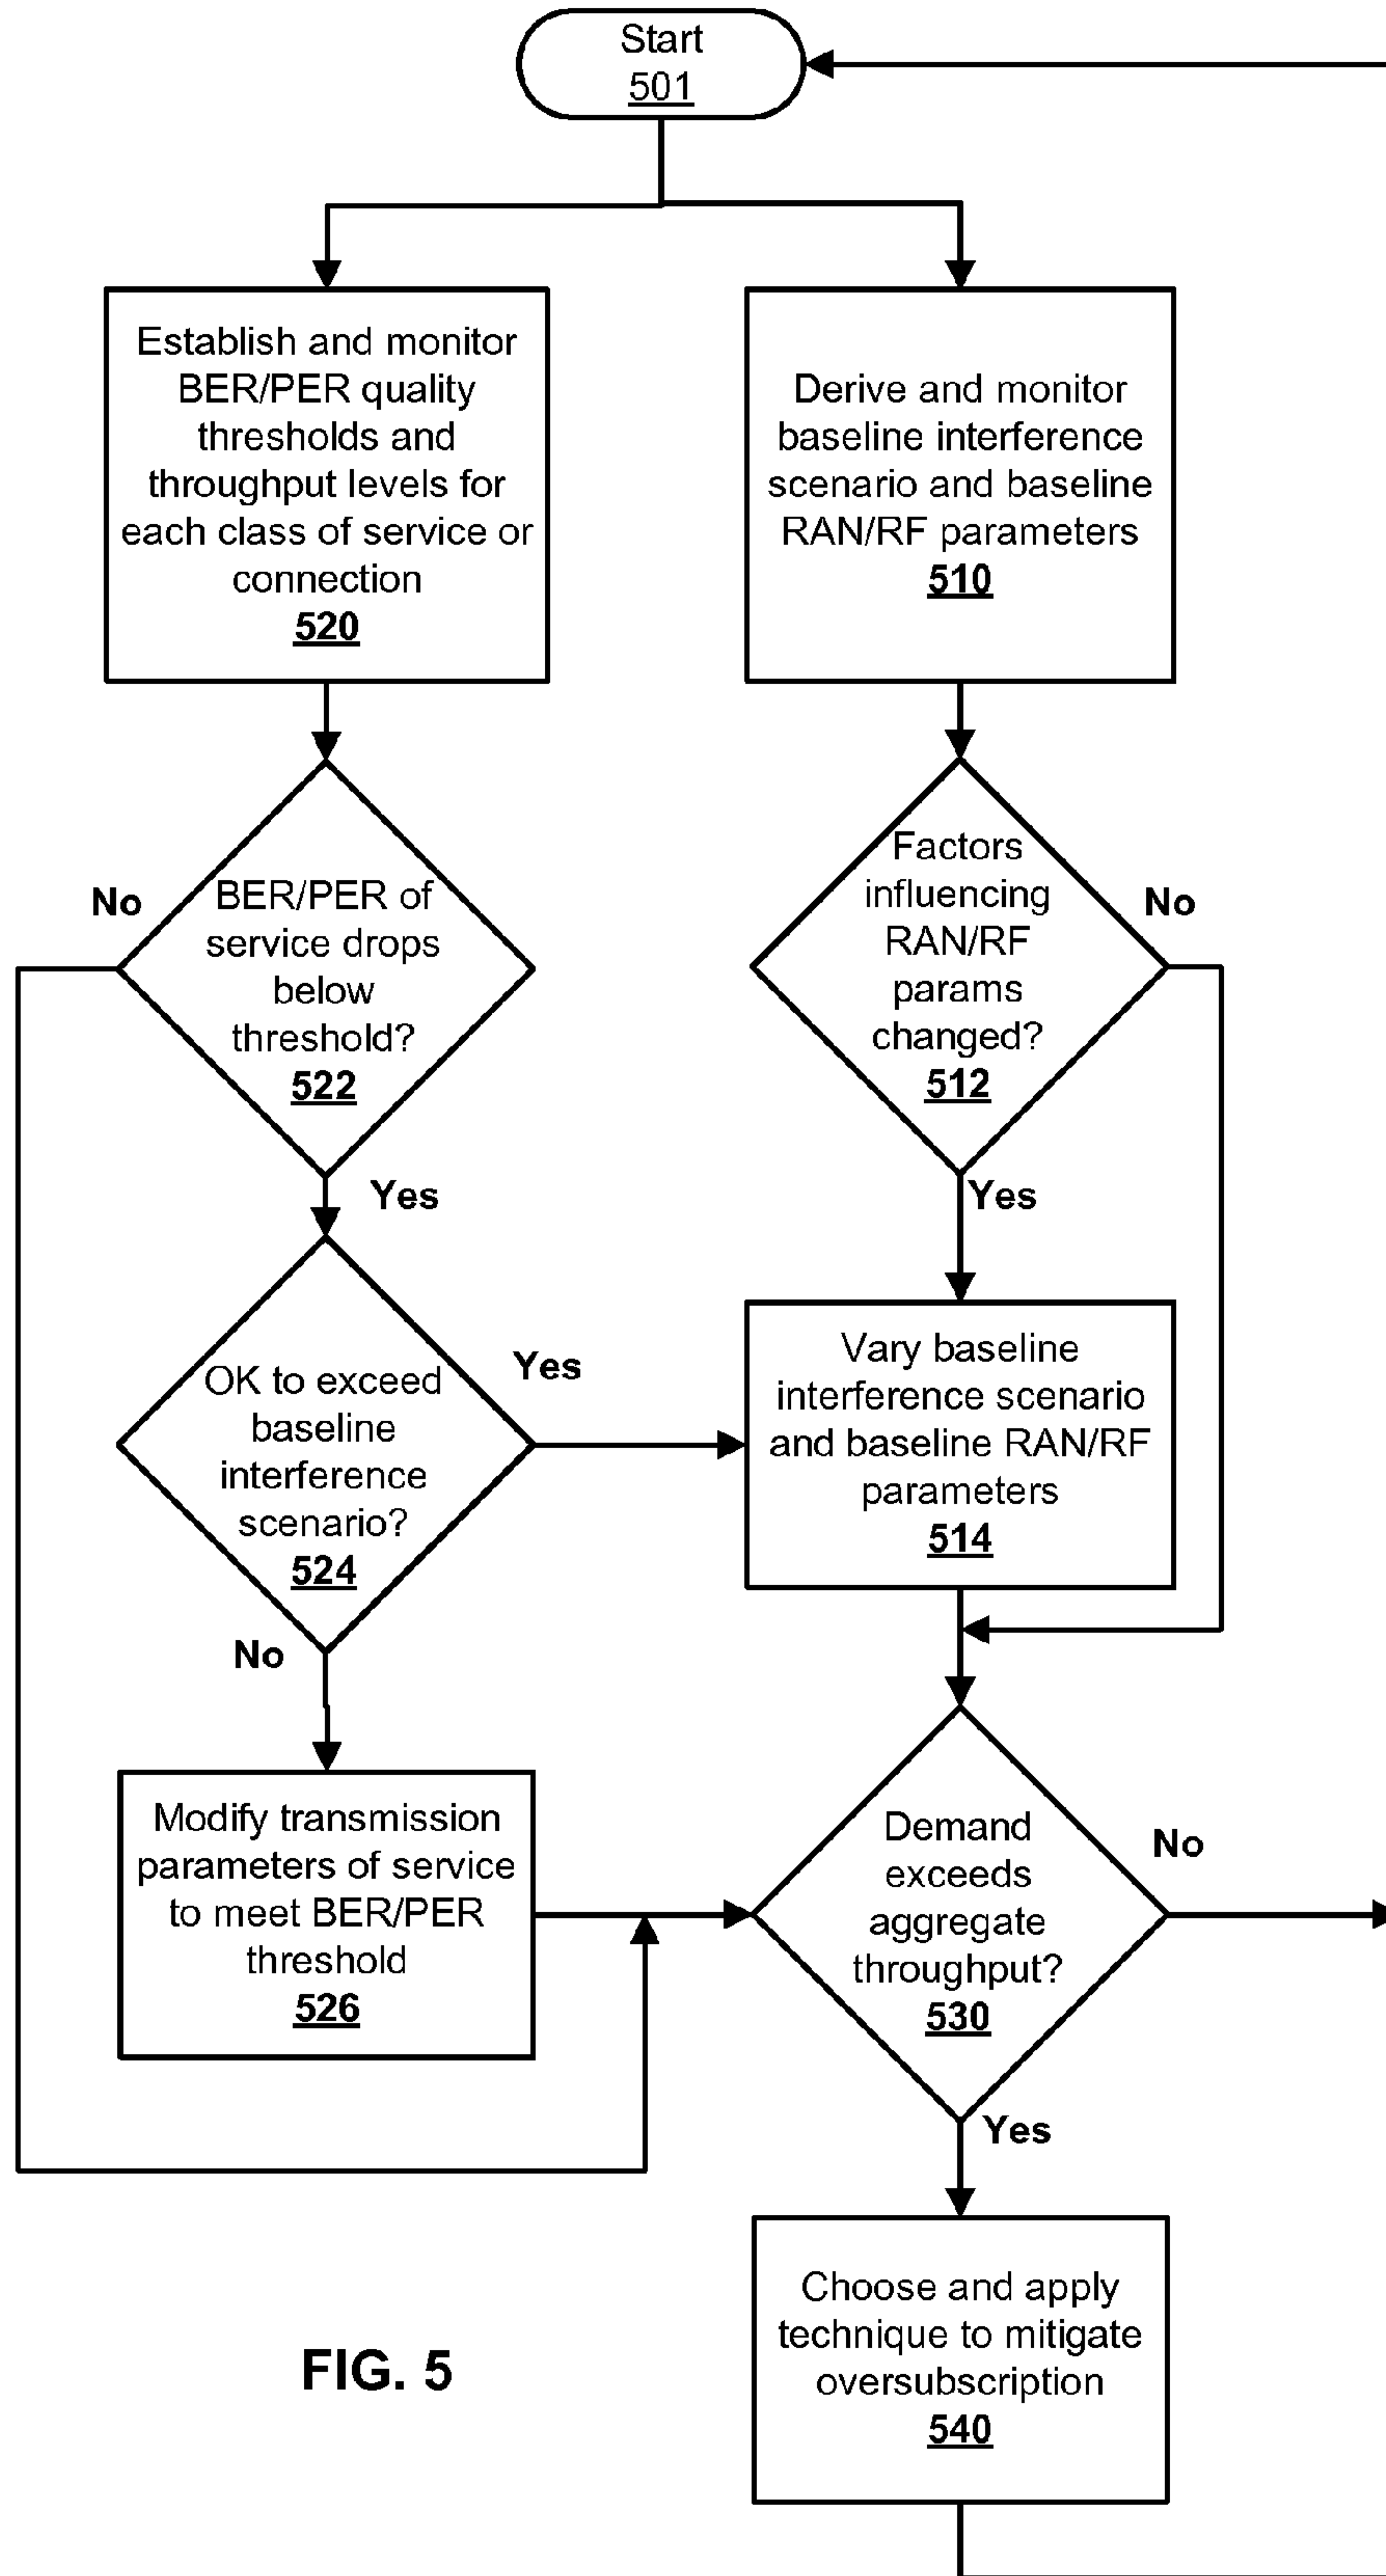 Start
501
Establish and monitor
BER/PER quality
thresholds and
throughput levels for
each class of service or
connection
520
Derive and monitor
baseline interference
scenario and baseline
RAN/RF parameters
510
No
BER/PER of
service drops
below
threshold?
522
Yes
Factors
influencing
RAN/RF
params
changed?
512
No
Yes
OK to exceed
baseline
interference
scenario?
524
Yes
No
Vary baseline
interference scenario
and baseline RAN/RF
parameters
514
Modify transmission
parameters of service
to meet BER/PER
threshold
526
Demand
exceeds
aggregate
throughput?
530
No
Yes
Choose and apply
technique to mitigate
oversubscription
540
FIG. 5